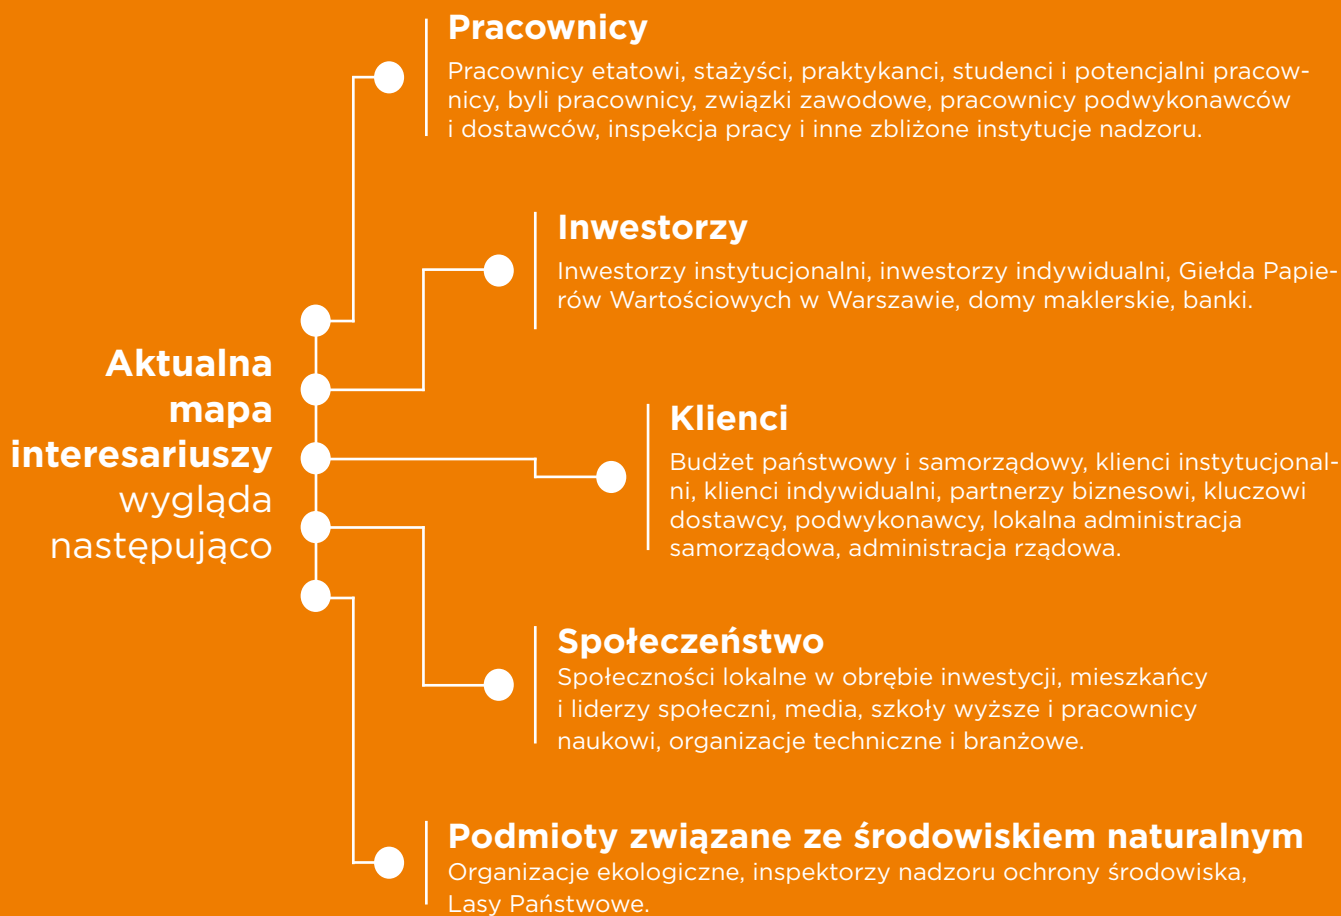 Aktualna
mapa
interesariuszy
wygląda
następująco
Pracownicy
Pracownicy etatowi, stażyści, praktykanci, studenci i potencjalni pracow-
nicy, byli pracownicy, związki zawodowe, pracownicy podwykonawców
i dostawców, inspekcja pracy i inne zbliżone instytucje nadzoru.
Inwestorzy
Inwestorzy instytucjonalni, inwestorzy indywidualni, Giełda Papie-
rów Wartościowych w Warszawie, domy maklerskie, banki.
Klienci
Budżet państwowy i samorządowy, klienci instytucjonal-
ni, klienci indywidualni, partnerzy biznesowi, kluczowi
dostawcy, podwykonawcy, lokalna administracja
samorządowa, administracja rządowa.
Społeczeństwo
Społeczności lokalne w obrębie inwestycji, mieszkańcy
i liderzy społeczni, media, szkoły wyższe i pracownicy
naukowi, organizacje techniczne i branżowe.
Podmioty związane ze środowiskiem naturalnym
Organizacje ekologiczne, inspektorzy nadzoru ochrony środowiska,
Lasy Państwowe.